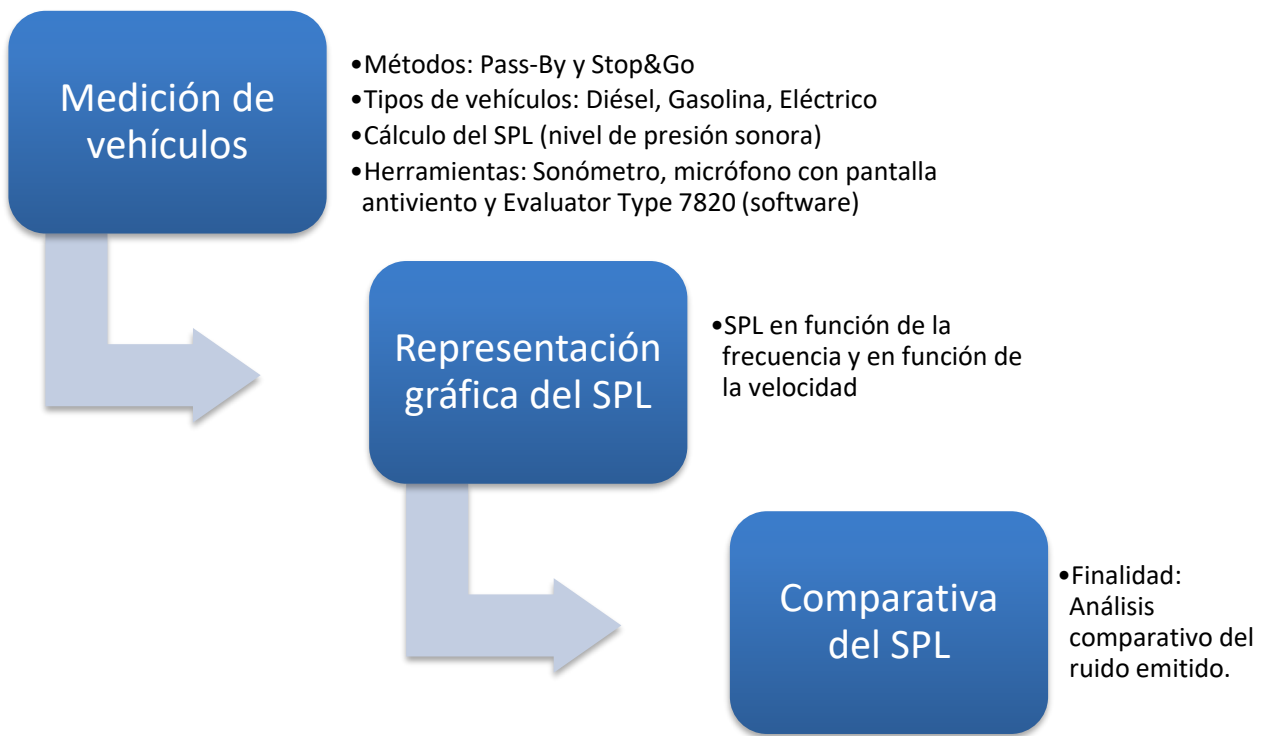 Medición de
vehículos
•Métodos: Pass-By y Stop&Go
•Tipos de vehículos: Diésel, Gasolina, Eléctrico
•Cálculo del SPL (nivel de presión sonora)
•Herramientas: Sonómetro, micrófono con pantalla
antiviento y Evaluator Type 7820 (software)
Representación
gráfica del SPL
•SPL en función de la
frecuencia y en función de
la velocidad
Comparativa
del SPL
•Finalidad:
Análisis
comparativo del
ruido emitido.